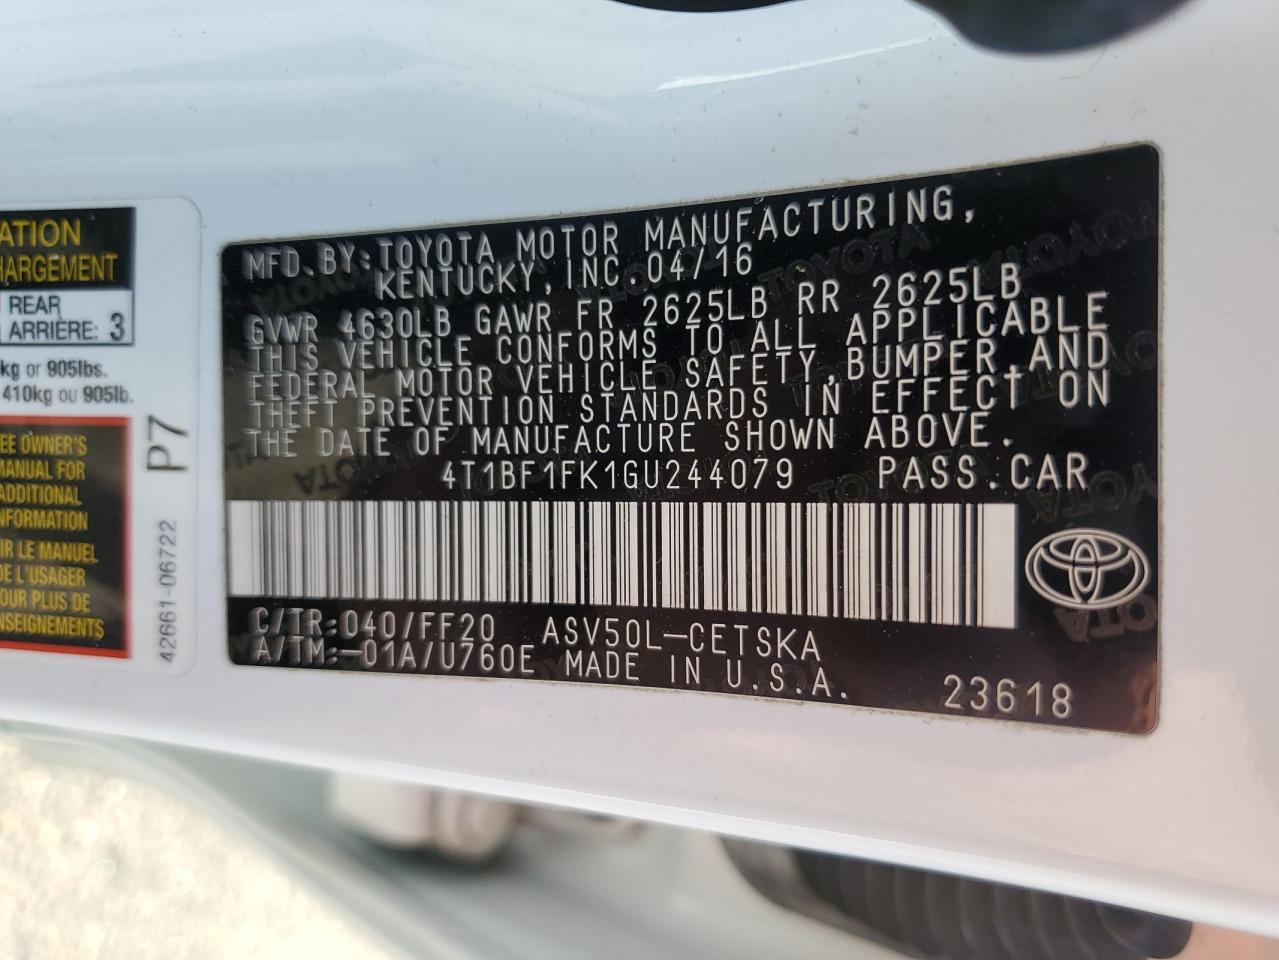 ATION
HARGEMENT
REAR
ARRIÈRE: 3
kg or 905lbs.
410kg ou 905lb.
EE OWNER'S
MANUAL FOR
ADDITIONAL
NFORMATION
IR LE MANUEL
DE L'USAGER
OUR PLUS DE
NSEIGNEMENTS
P7
42661-06722
MFD. BY: TOYOTA MOTOR MANUFACTURING,
KENTUCKY, INC. 04/16
GVWR 4630LB GAWR FR 2625LB RR 2625LB
THIS VEHICLE CONFORMS TO ALL APPLICABLE
FEDERAL MOTOR VEHICLE SAFETY, BUMPER, AND
THEFT PREVENTION STANDARDS IN EFFECT ON
THE DATE OF MANUFACTURE SHOWN ABOVE.
4T1BF1FK1GU244079 PASS. CAR
C/TR: 040/FF20 ASV50L-CETSKA
A/TM: -01A/U760E MADE IN U.S.A.
23618